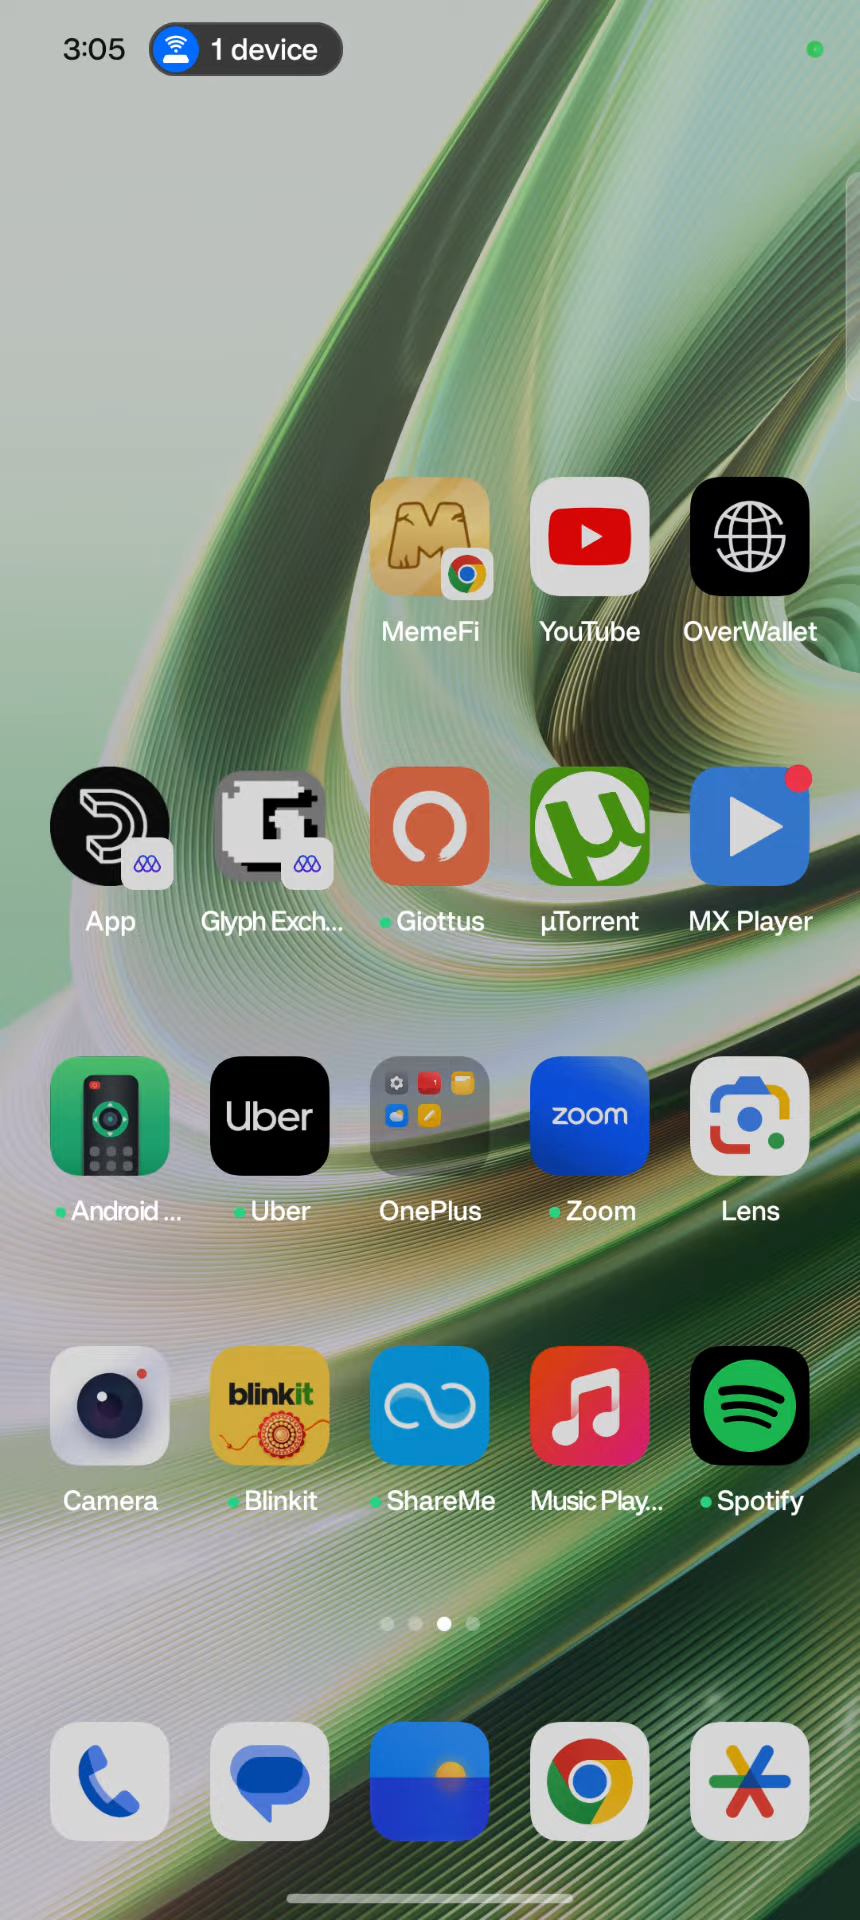 3:05 1 device
MemeFi YouTube OverWallet
App Glyph Exch... Giottus µTorrent MX Player
Uber zoom
Android ... Uber OnePlus Zoom Lens
blinkit
Camera Blinkit ShareMe Music Play... Spotify